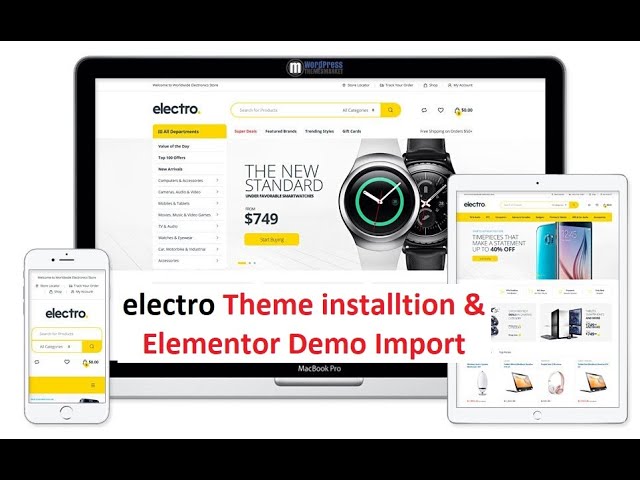 m WordPress
THEMES MARKET
Welcome to Worldwide Electronics Store
Store Locator Track Your Order Shop My Account
electro.
Search for Products All Categories $0.00
All Departments
Super Deals Featured Brands Trending Styles Gift Cards Free Shipping on Orders $50+
Value of the Day
Top 100 Offers
New Arrivals
Computers & Accessories
Cameras, Audio & Video
Mobiles & Tablets
Movies, Music & Video Games
TV & Audio
Watches & Eyewear
Car, Motorbike & Industrial
Accessories
THE NEW
STANDARD
UNDER FAVORABLE SMARTWATCHES
FROM
$749
Start Buying
electro.
TIMEPIECES THAT
MAKE A STATEMENT
UP TO 40% OFF
Welcome to Worldwide Electronics Store
Store Locator Track Your Order
Shop My Account
electro.
Search for Products
All Categories
$0.00
electro Theme installtion &
Elementor Demo Import
MacBook Pro